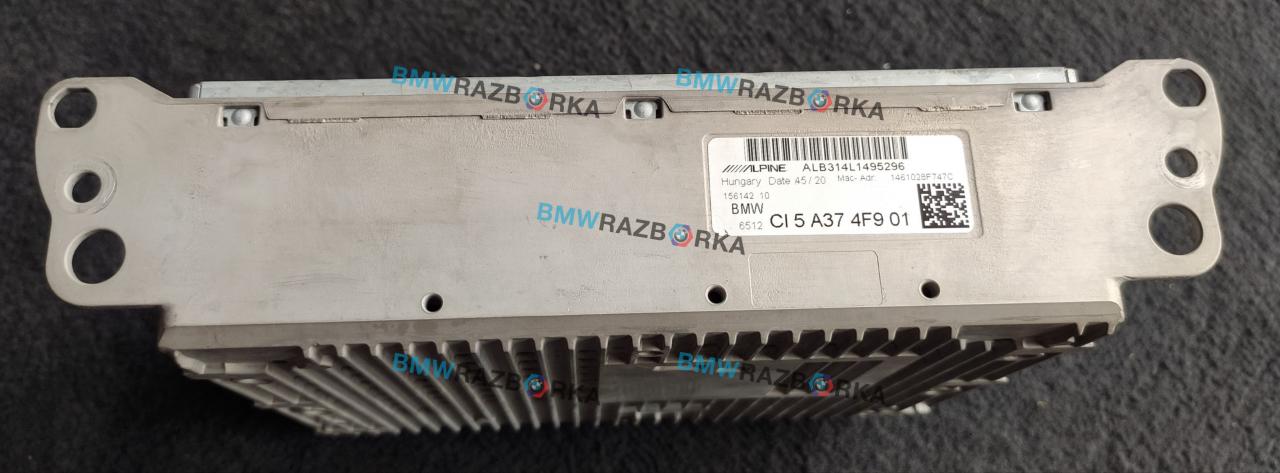 BMWRAZBORKA
BMWRAZBORKA
ALPINE ALB314L1495296
Hungary Date 45/20 Mac-Adr: 1461028F747C
156142 10
BMW
6512 CI 5 A37 4F9 01
BMWRAZBORKA
BMWRAZBORKA
BMWRAZBORKA